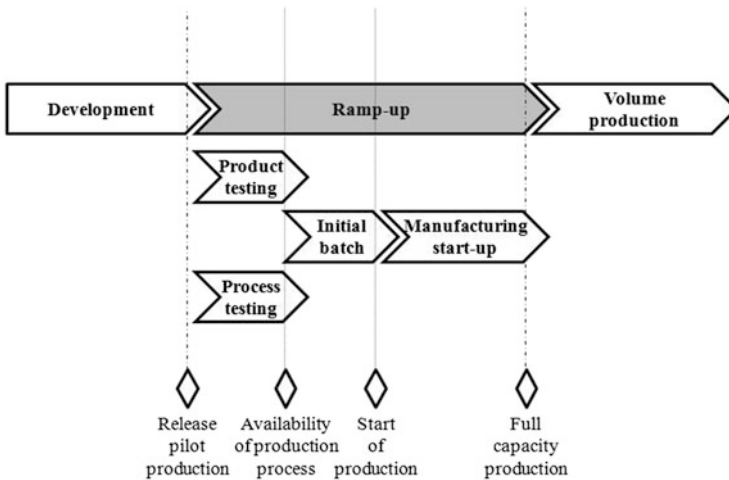 Development
Ramp-up
Volume
production
Product
testing
Initial
batch
Manufacturing
start-up
Process
testing
Release
pilot
production
Availability
of production
process
Start
of
production
Full
capacity
production